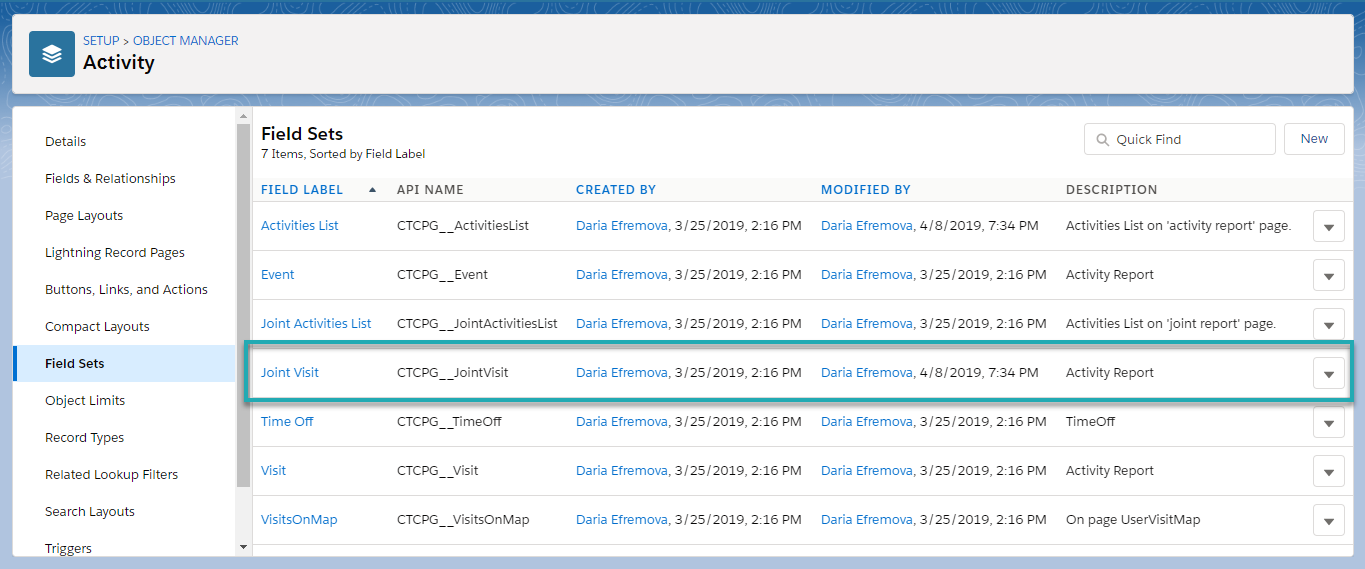 SETUP > OBJECT MANAGER
Activity
Details
Fields & Relationships
Page Layouts
Lightning Record Pages
Buttons, Links, and Actions
Compact Layouts
Field Sets
Object Limits
Record Types
Related Lookup Filters
Search Layouts
Triggers
Field Sets
7 Items, Sorted by Field Label
Quick Find
New
FIELD LABEL API NAME CREATED BY MODIFIED BY DESCRIPTION
Activities List CTCPG__ActivitiesList Daria Efremova, 3/25/2019, 2:16 PM Daria Efremova, 4/8/2019, 7:34 PM Activities List on 'activity report' page.
Event CTCPG__Event Daria Efremova, 3/25/2019, 2:16 PM Daria Efremova, 3/25/2019, 2:16 PM Activity Report
Joint Activities List CTCPG__JointActivitiesList Daria Efremova, 3/25/2019, 2:16 PM Daria Efremova, 3/25/2019, 2:16 PM Activities List on 'joint report' page.
Joint Visit CTCPG__JointVisit Daria Efremova, 3/25/2019, 2:16 PM Daria Efremova, 4/8/2019, 7:34 PM Activity Report
Time Off CTCPG__TimeOff Daria Efremova, 3/25/2019, 2:16 PM Daria Efremova, 3/25/2019, 2:16 PM TimeOff
Visit CTCPG__Visit Daria Efremova, 3/25/2019, 2:16 PM Daria Efremova, 3/25/2019, 2:16 PM Activity Report
VisitsOnMap CTCPG__VisitsOnMap Daria Efremova, 3/25/2019, 2:16 PM Daria Efremova, 3/25/2019, 2:16 PM On page UserVisitMap